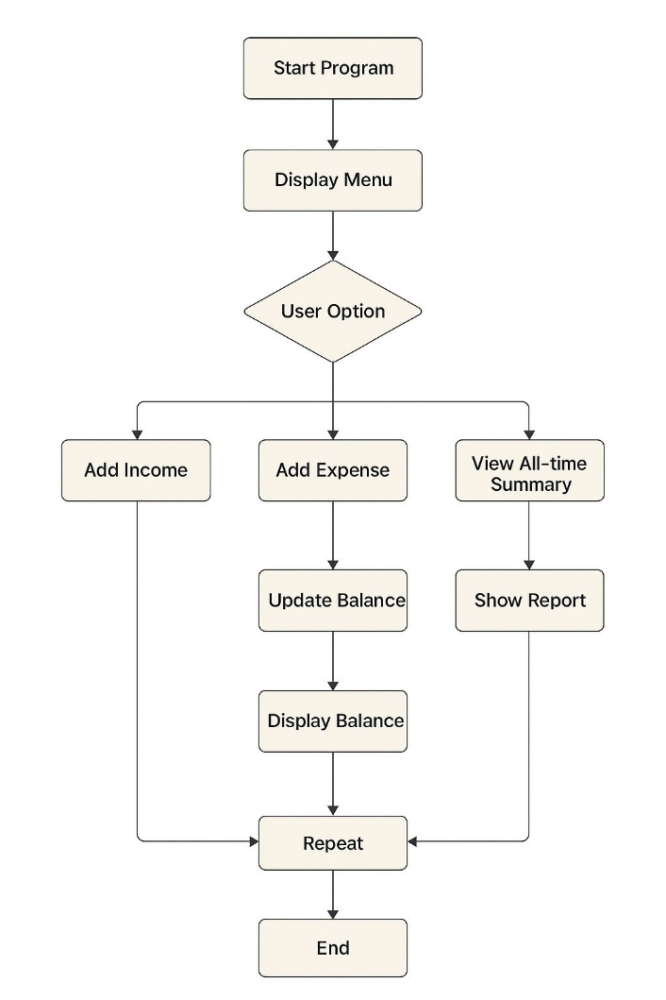 Start Program
Display Menu
User Option
Add Income
Add Expense
View All-time
Summary
Update Balance
Show Report
Display Balance
Repeat
End